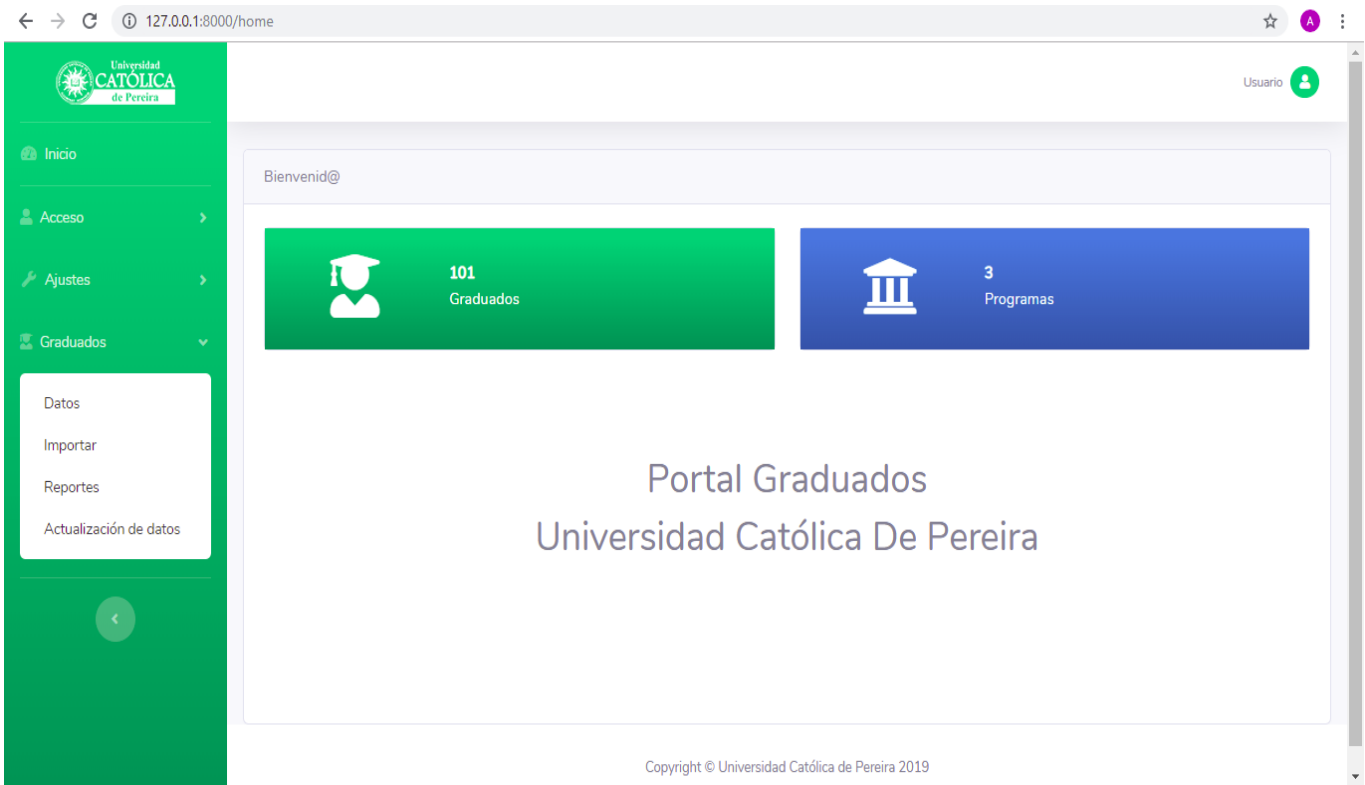 127.0.0.1:8000/home
A
Universidad
CATÓLICA
de Pereira
Usuario
Inicio
Acceso
Ajustes
Graduados
Datos
Importar
Reportes
Actualización de datos
Bienvenid@
101
Graduados
3
Programas
Portal Graduados
Universidad Católica De Pereira
Copyright © Universidad Católica de Pereira 2019